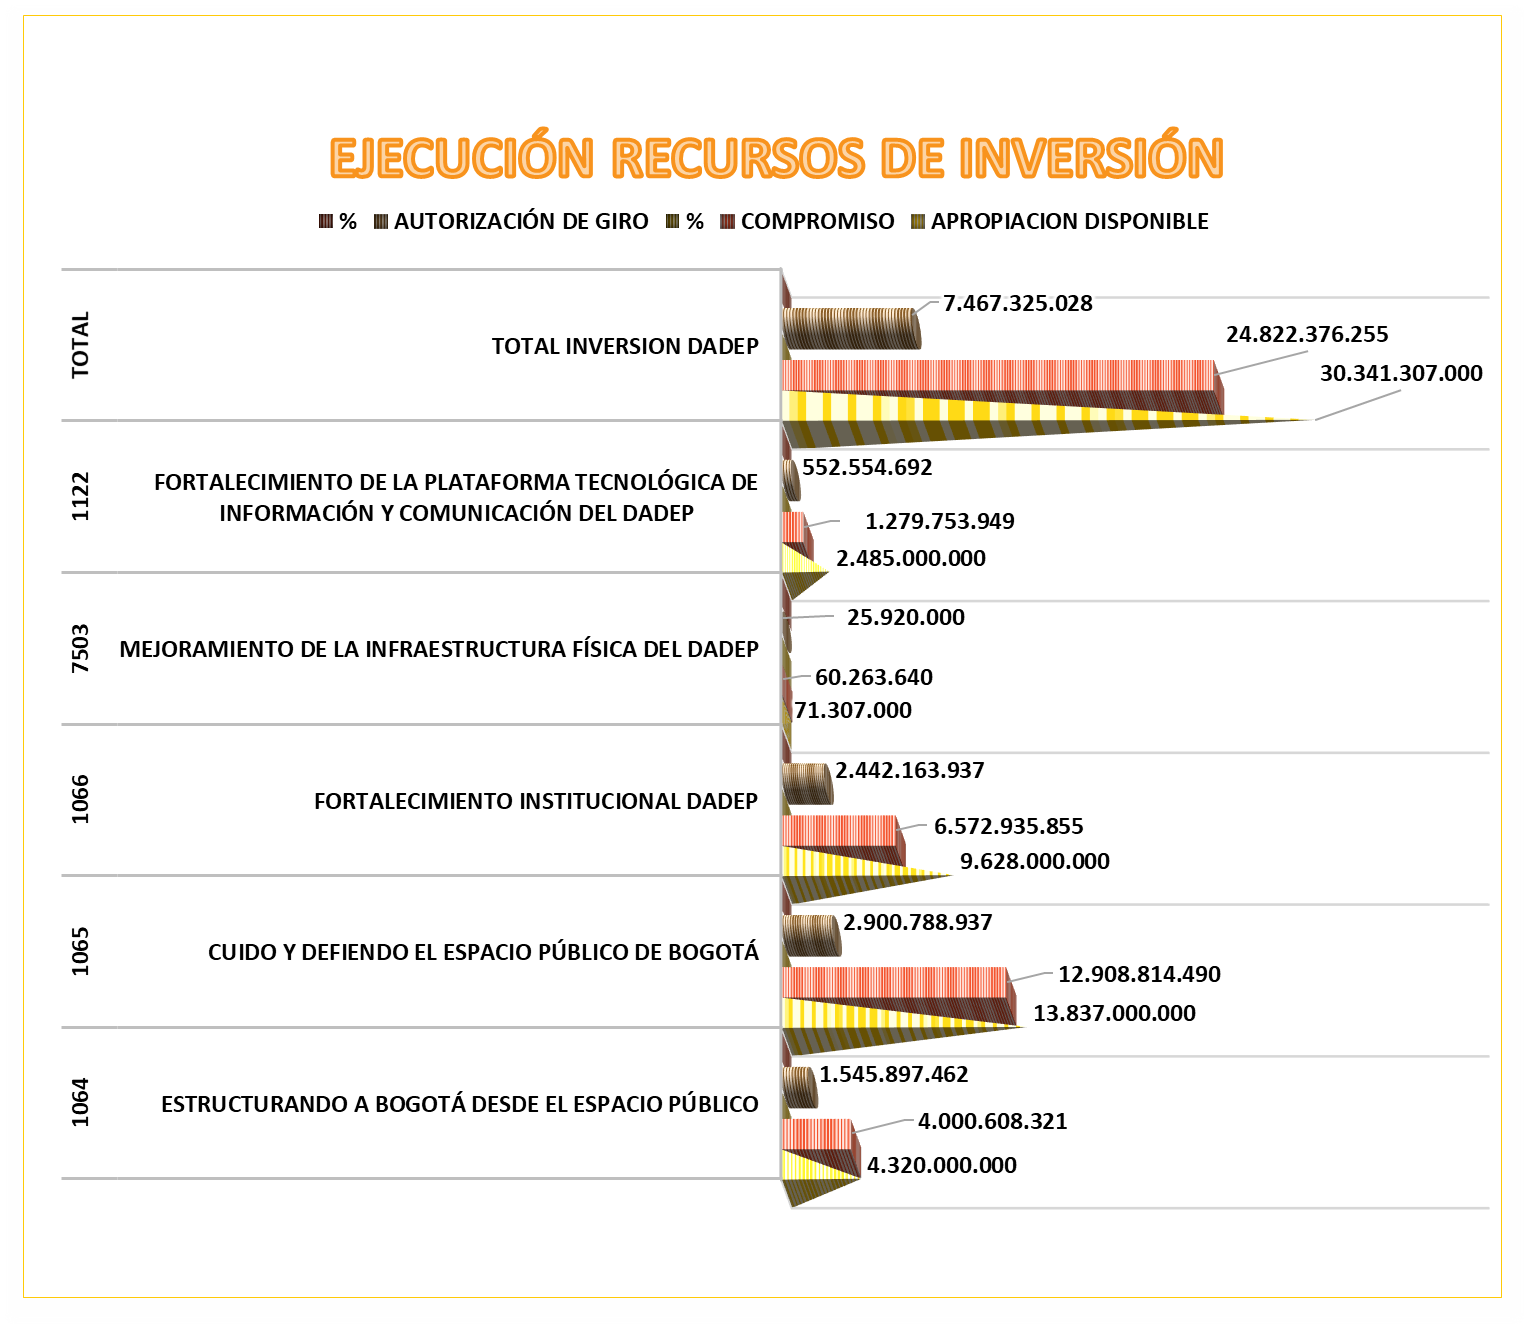 EJECUCIÓN RECURSOS DE INVERSIÓN
% AUTORIZACIÓN DE GIRO % COMPROMISO APROPIACION DISPONIBLE
TOTAL
TOTAL INVERSION DADEP
7.467.325.028
24.822.376.255
30.341.307.000
1122
FORTALECIMIENTO DE LA PLATAFORMA TECNOLÓGICA DE
INFORMACIÓN Y COMUNICACIÓN DEL DADEP
552.554.692
1.279.753.949
2.485.000.000
7503
MEJORAMIENTO DE LA INFRAESTRUCTURA FÍSICA DEL DADEP
25.920.000
60.263.640
71.307.000
1066
FORTALECIMIENTO INSTITUCIONAL DADEP
2.442.163.937
6.572.935.855
9.628.000.000
1065
CUIDO Y DEFIENDO EL ESPACIO PÚBLICO DE BOGOTÁ
2.900.788.937
12.908.814.490
13.837.000.000
1064
ESTRUCTURANDO A BOGOTÁ DESDE EL ESPACIO PÚBLICO
1.545.897.462
4.000.608.321
4.320.000.000